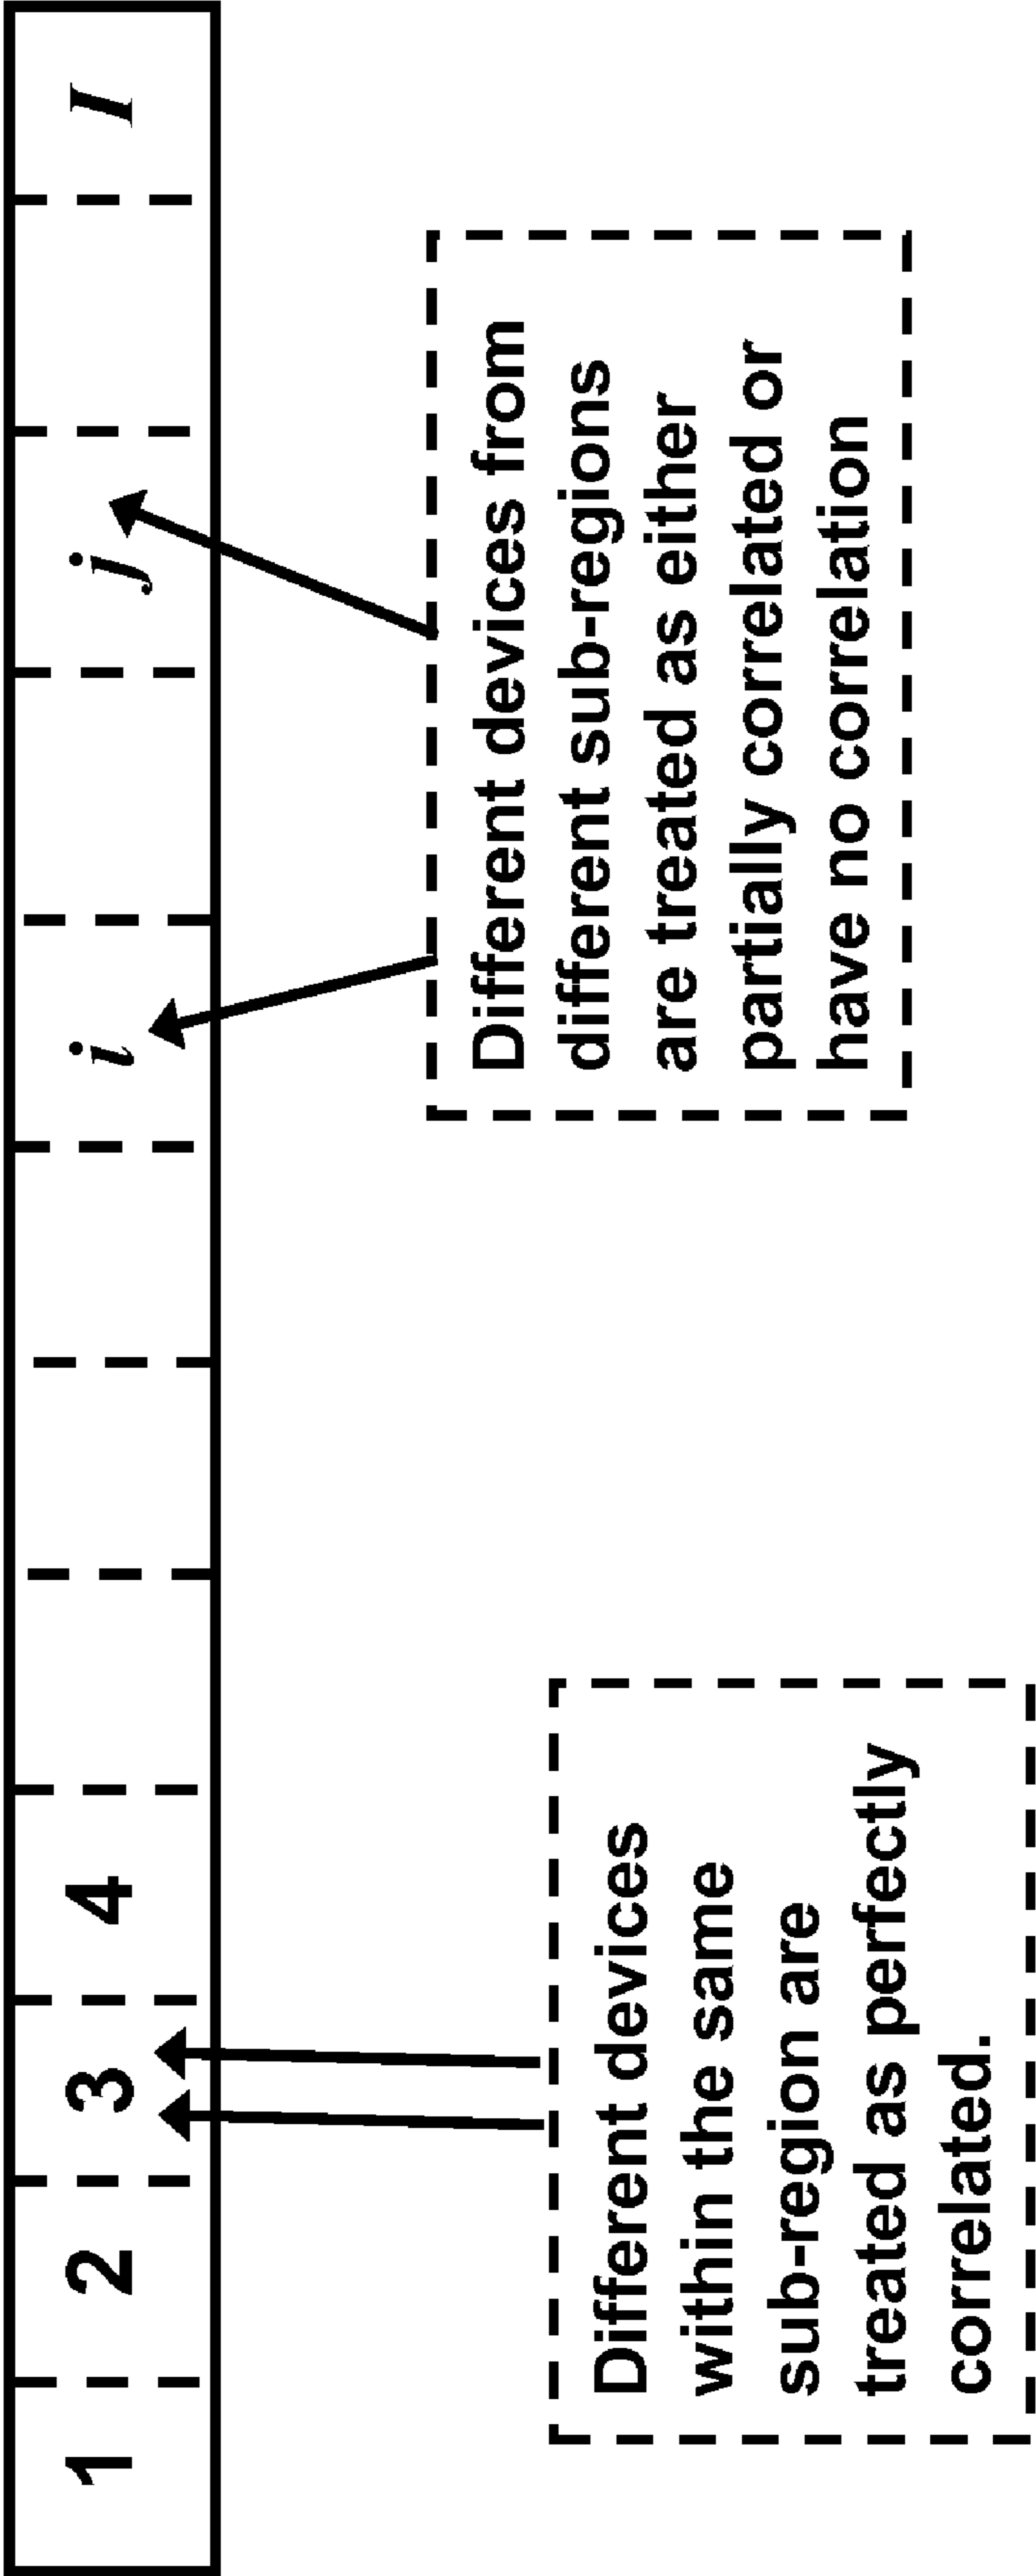 1 2 3 4 i j I
Different devices
within the same
sub-region are
treated as perfectly
correlated.
Different devices from
different sub-regions
are treated as either
partially correlated or
have no correlation